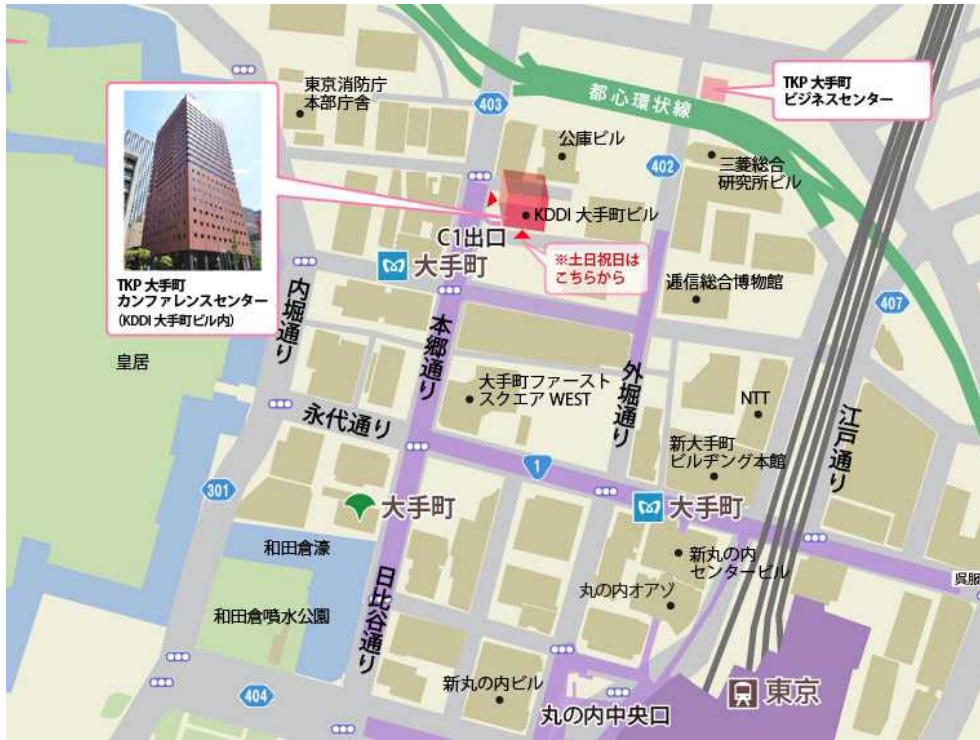 東京消防庁
本部庁舎
403
都心環状線
TKP 大手町
ビジネスセンター
公庫ビル
402
三菱総合
研究所ビル
KDDI 大手町ビル
C1出口
※土日祝日は
こちらから
大手町
TKP 大手町
カンファレンスセンター
(KDDI 大手町ビル内)
内堀通り
本郷通り
逓信総合博物館
407
皇居
大手町ファースト
スクエア WEST
外堀通り
NTT
江戸通り
永代通り
新大手町
ビルヂング本館
1
301
大手町
大手町
和田倉濠
新丸の内
センタービル
丸の内オアゾ
呉服
和田倉噴水公園
日比谷通り
新丸の内ビル
404
東京
丸の内中央口